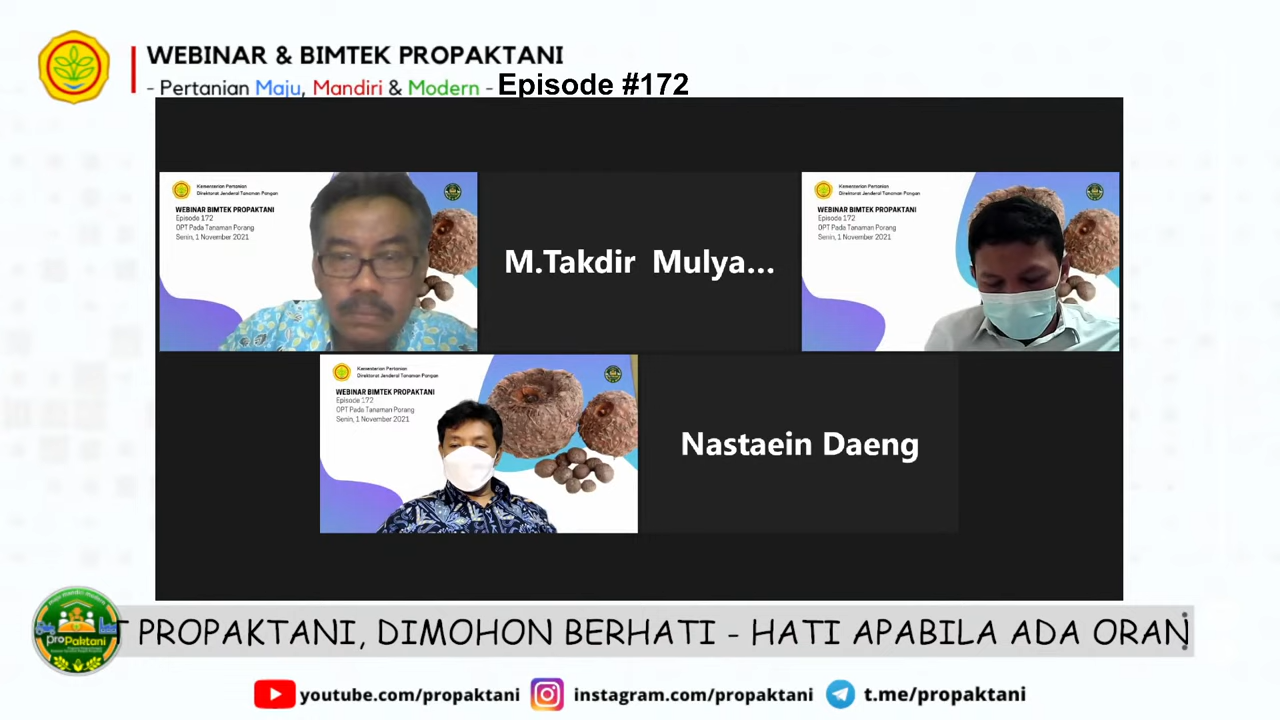 WEBINAR & BIMTEK PROPAKTANI
- Pertanian Maju, Mandiri & Modern - Episode #172
Kementerian Pertanian
Direktorat Jenderal Tanaman Pangan
WEBINAR BIMTEK PROPAKTANI
Episode 172
OPT Pada Tanaman Porang
Senin, 1 November 2021
M.Takdir Mulya...
Kementerian Pertanian
Direktorat Jenderal Tanaman Pangan
WEBINAR BIMTEK PROPAKTANI
Episode 172
OPT Pada Tanaman Porang
Senin, 1 November 2021
Kementerian Pertanian
Direktorat Jenderal Tanaman Pangan
WEBINAR BIMTEK PROPAKTANI
Episode 172
OPT Pada Tanaman Porang
Senin, 1 November 2021
Nastaein Daeng
proPaktani
T PROPAKTANI, DIMOHON BERHATI - HATI APABILA ADA ORAN
youtube.com/propaktani instagram.com/propaktani t.me/propaktani